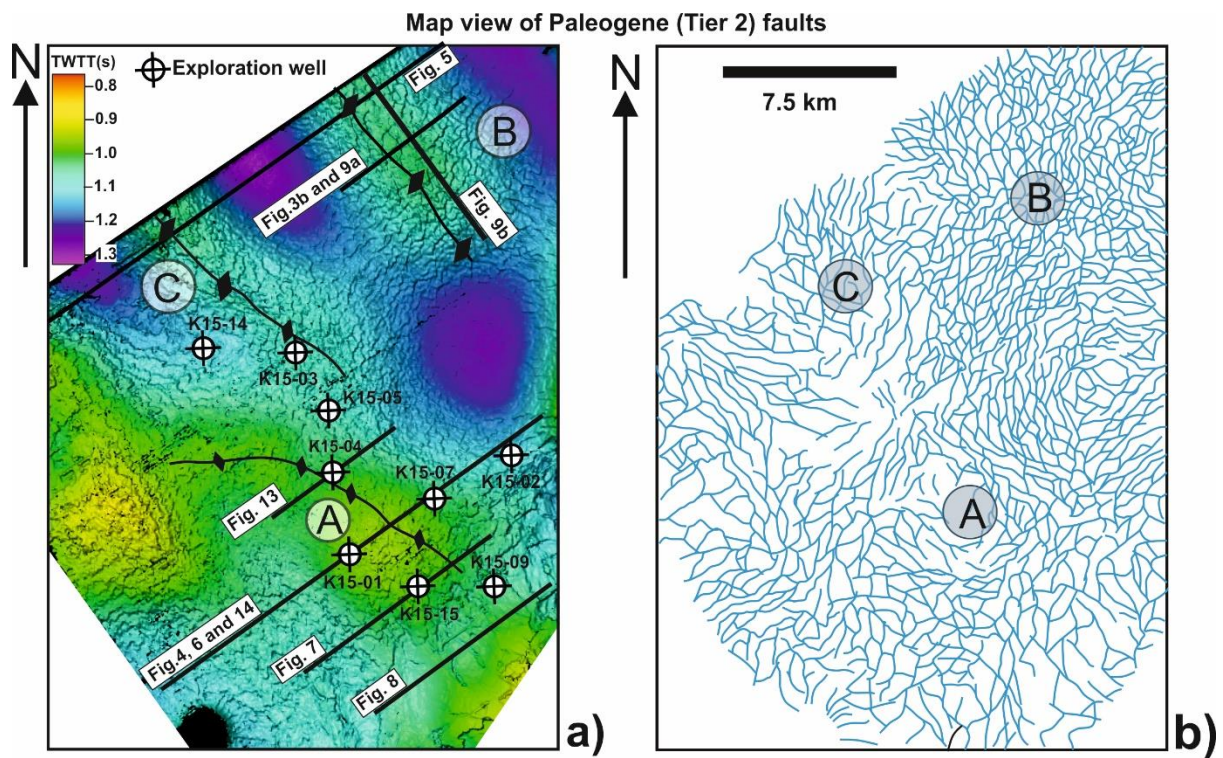 Map view of Paleogene (Tier 2) faults
N
TWTT(s)
0.8
0.9
1.0
1.1
1.2
1.3
Exploration well
Fig. 5
B
Fig.3b and 9a
Fig. 9b
C
K15-14
K15-03
K15-05
K15-04
K15-07
K15-02
Fig. 13
A
K15-01
K15-09
K15-15
Fig.4, 6 and 14
Fig. 7
Fig. 8
a)
N
7.5 km
B
C
A
b)